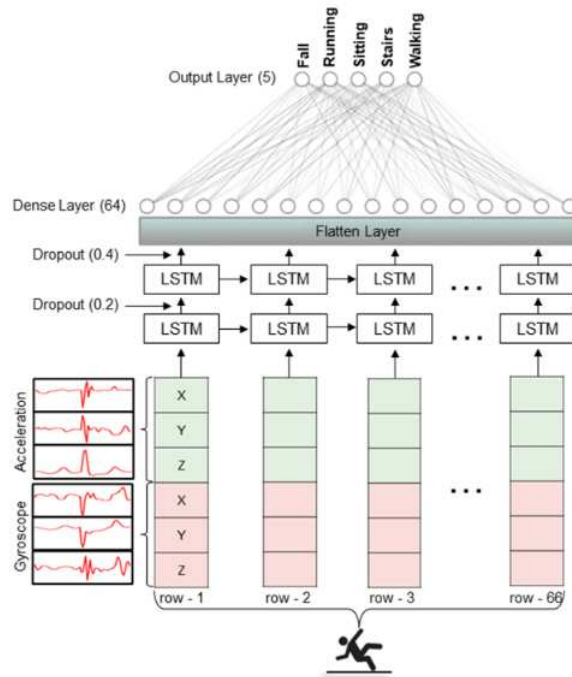 Fall
Running
Sitting
Stairs
Walking
Output Layer (5)
Dense Layer (64)
Flatten Layer
Dropout (0.4)
LSTM LSTM LSTM ... LSTM
Dropout (0.2)
LSTM LSTM LSTM ... LSTM
Acceleration
X
Y
Z
...
Gyroscope
X
Y
Z
row - 1 row - 2 row - 3 row - 66